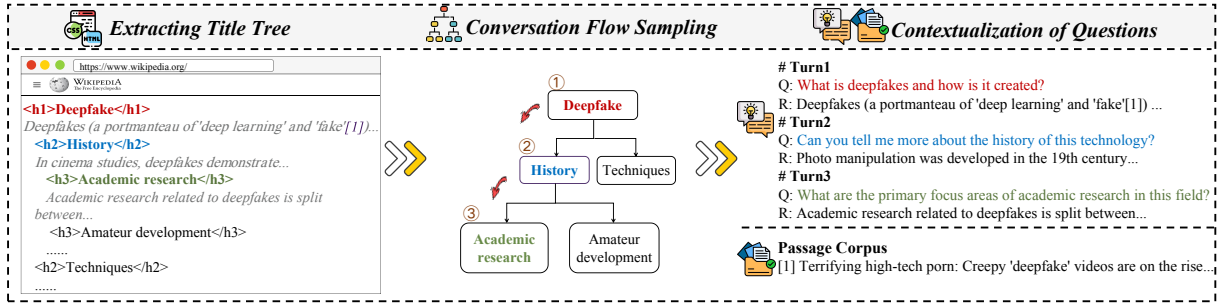 CSS
HTML
Extracting Title Tree
Conversation Flow Sampling
Contextualization of Questions
https://www.wikipedia.org/
WIKIPEDIA
The Free Encyclopedia
<h1>Deepfake</h1>
Deepfakes (a portmanteau of 'deep learning' and 'fake'[1])...
<h2>History</h2>
In cinema studies, deepfakes demonstrate...
<h3>Academic research</h3>
Academic research related to deepfakes is split
between...
<h3>Amateur development</h3>
......
<h2>Techniques</h2>
......
①
Deepfake
②
History
Techniques
③
Academic
research
Amateur
development
# Turn1
Q: What is deepfakes and how is it created?
R: Deepfakes (a portmanteau of 'deep learning' and 'fake'[1]) ...
# Turn2
Q: Can you tell me more about the history of this technology?
R: Photo manipulation was developed in the 19th century...
# Turn3
Q: What are the primary focus areas of academic research in this field?
R: Academic research related to deepfakes is split between...
Passage Corpus
[1] Terrifying high-tech porn: Creepy 'deepfake' videos are on the rise...